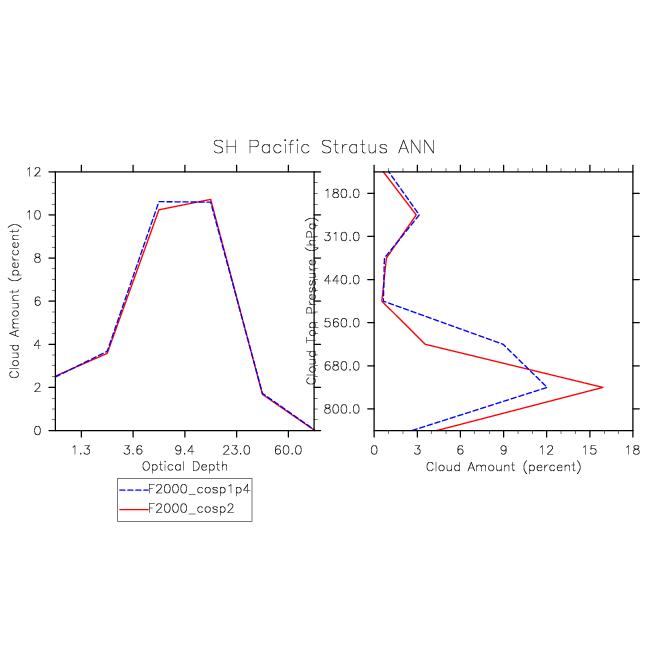 SH Pacific Stratus ANN
Cloud Amount (percent)
12
10
8
6
4
2
0
1.3 3.6 9.4 23.0 60.0
Optical Depth
Cloud Top Pressure (hPa)
180.0
310.0
440.0
560.0
680.0
800.0
0 3 6 9 12 15 18
Cloud Amount (percent)
F2000_cosp1p4
F2000_cosp2